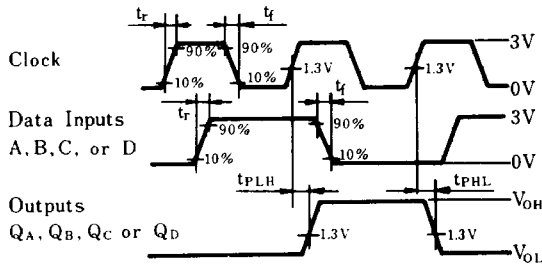 tr tf
90% 90% 3V
Clock 1.3V 1.3V
10% 10% 0V
tr tf
Data Inputs 90% 90% 3V
A, B, C, or D 10% 10% 0V
tPLH tPHL
Outputs VOH
QA, QB, QC or QD 1.3V 1.3V
VOL